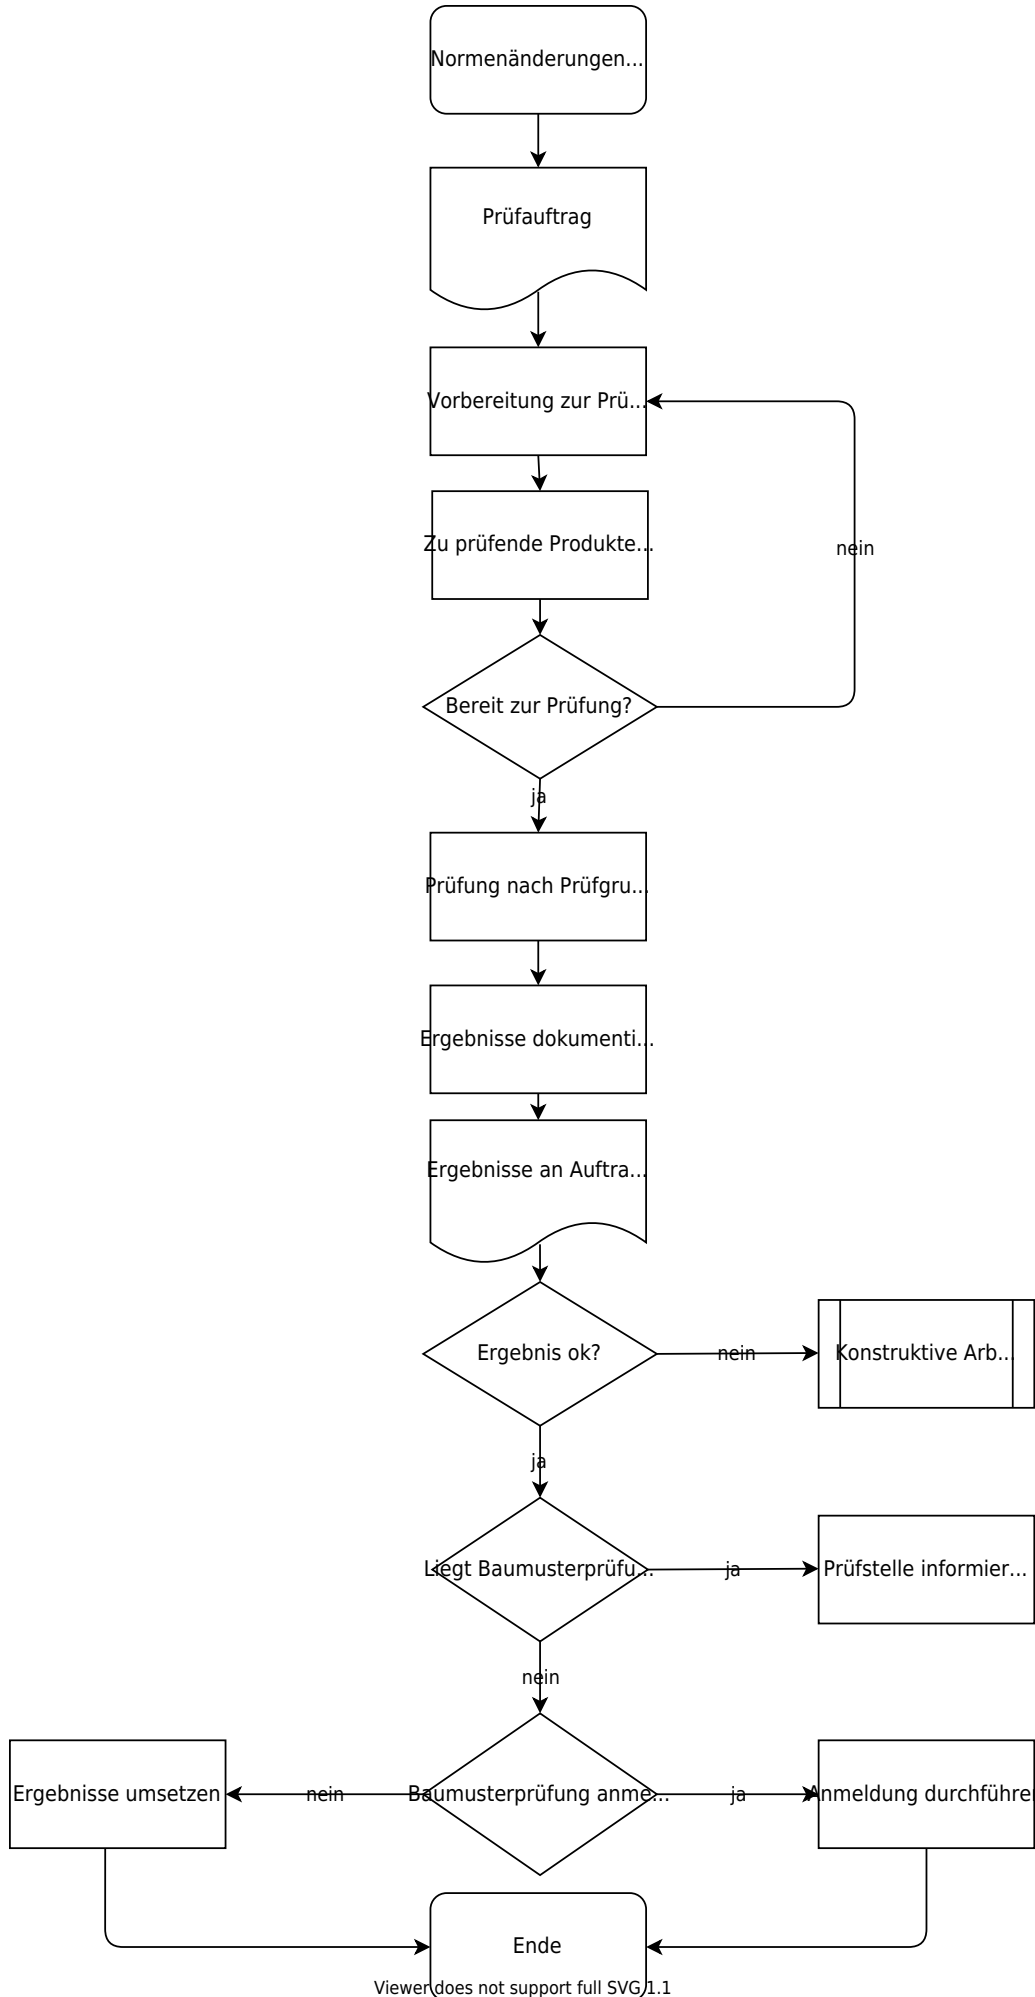 Normenänderungen...
Prüfauftrag
Vorbereitung zur Prü...
Zu prüfende Produkte...
nein
Bereit zur Prüfung?
ja
Prüfung nach Prüfgru...
Ergebnisse dokumenti...
Ergebnisse an Auftra...
Ergebnis ok?
nein
Konstruktive Arb...
ja
Liegt Baumusterprüfu...
ja
Prüfstelle informier...
nein
Ergebnisse umsetzen
nein
Baumusterprüfung anme...
ja
Anmeldung durchführen
Ende
Viewer does not support full SVG 1.1